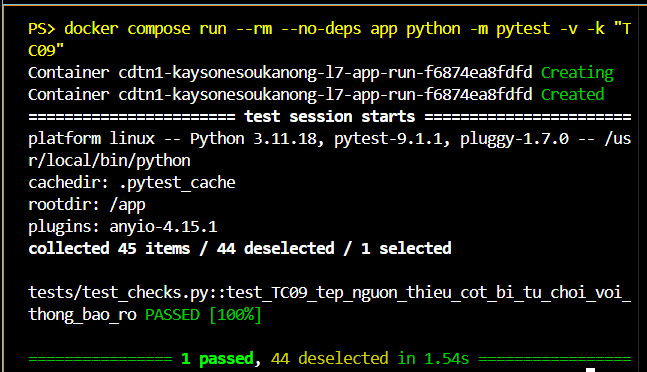 PS> docker compose run --rm --no-deps app python -m pytest -v -k "T
C09"
Container cdtn1-kaysonesoukanong-l7-app-run-f6874ea8fdfd Creating
Container cdtn1-kaysonesoukanong-l7-app-run-f6874ea8fdfd Created
======================= test session starts =======================
platform linux -- Python 3.11.18, pytest-9.1.1, pluggy-1.7.0 -- /us
r/local/bin/python
cachedir: .pytest_cache
rootdir: /app
plugins: anyio-4.15.1
collected 45 items / 44 deselected / 1 selected
tests/test_checks.py::test_TC09_tep_nguon_thieu_cot_bi_tu_choi_voi_
thong_bao_ro PASSED [100%]
================ 1 passed, 44 deselected in 1.54s =================